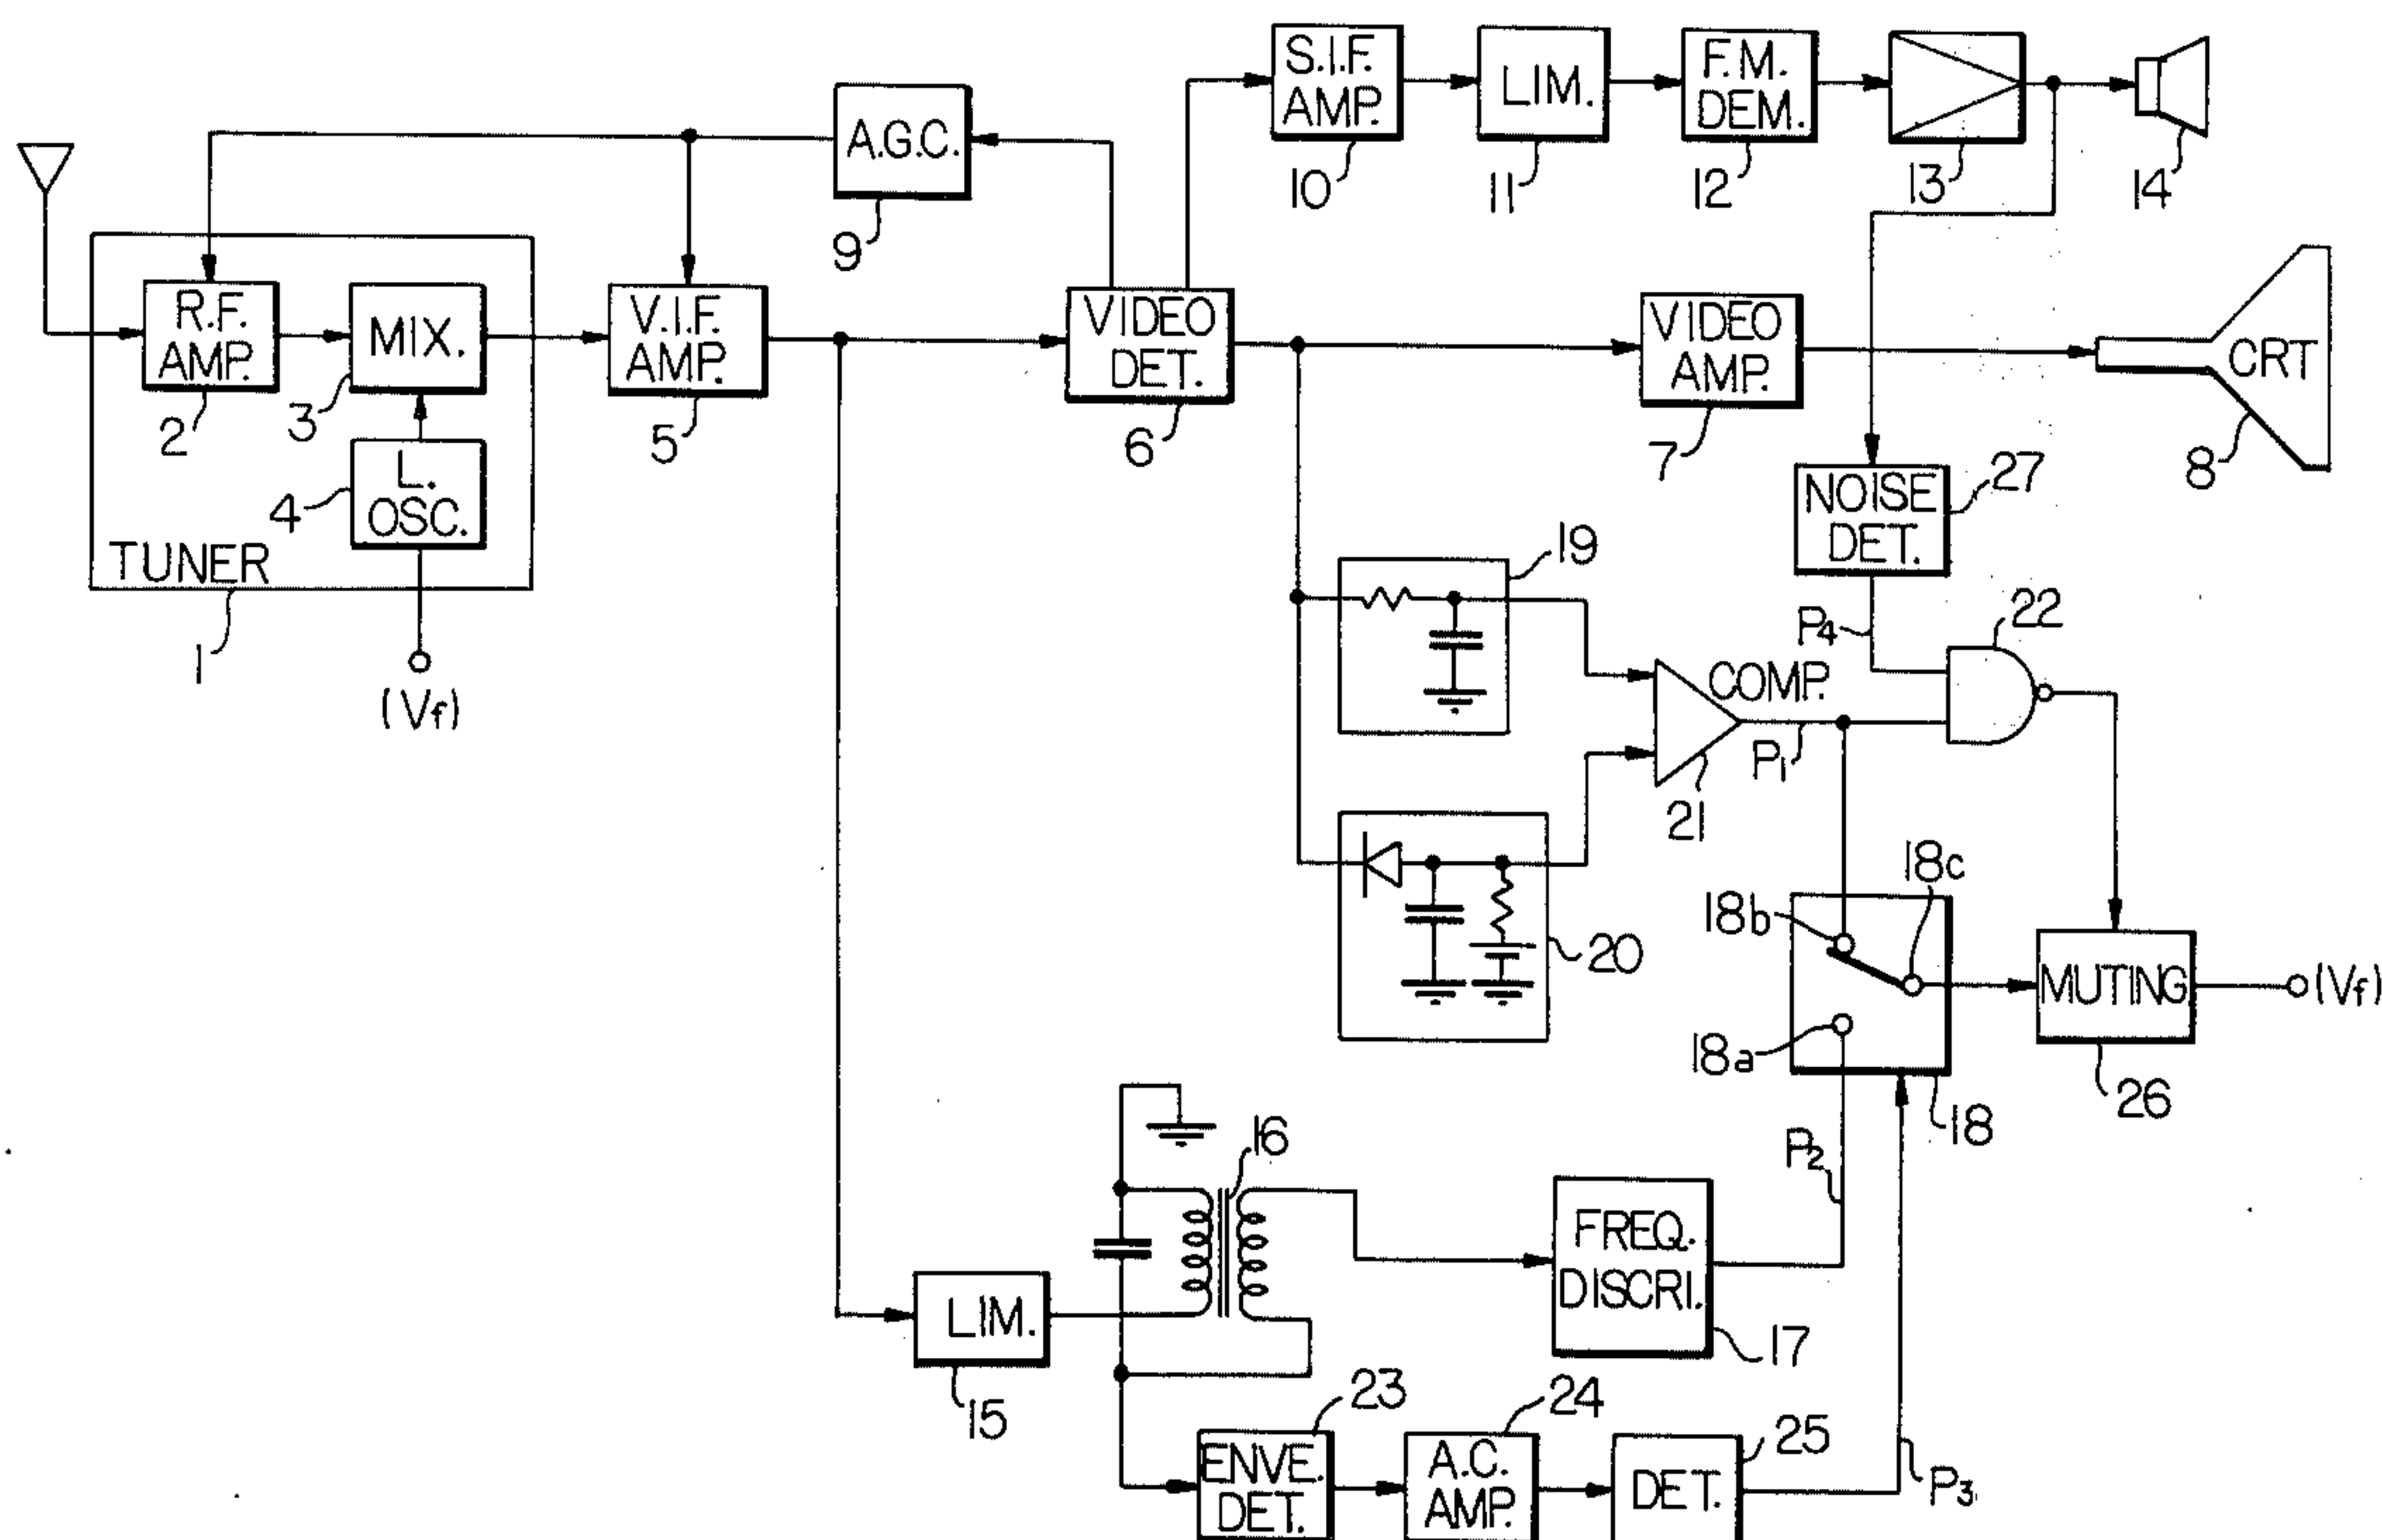 S.I.F.
AMP.
10
LIM.
11
F.M.
DEM.
12
13
14
A.G.C.
9
R.F.
AMP.
2
MIX.
3
L.
OSC.
4
TUNER
1
(Vf)
V.I.F.
AMP.
5
VIDEO
DET.
6
VIDEO
AMP.
7
CRT
8
NOISE
DET.
27
P4
22
19
COMP.
P1
21
20
18b
18c
18a
18
MUTING
26
(Vf)
P2
16
LIM.
15
FREQ.
DISCRI.
17
ENVE.
DET.
23
A.C.
AMP.
24
DET.
25
P3